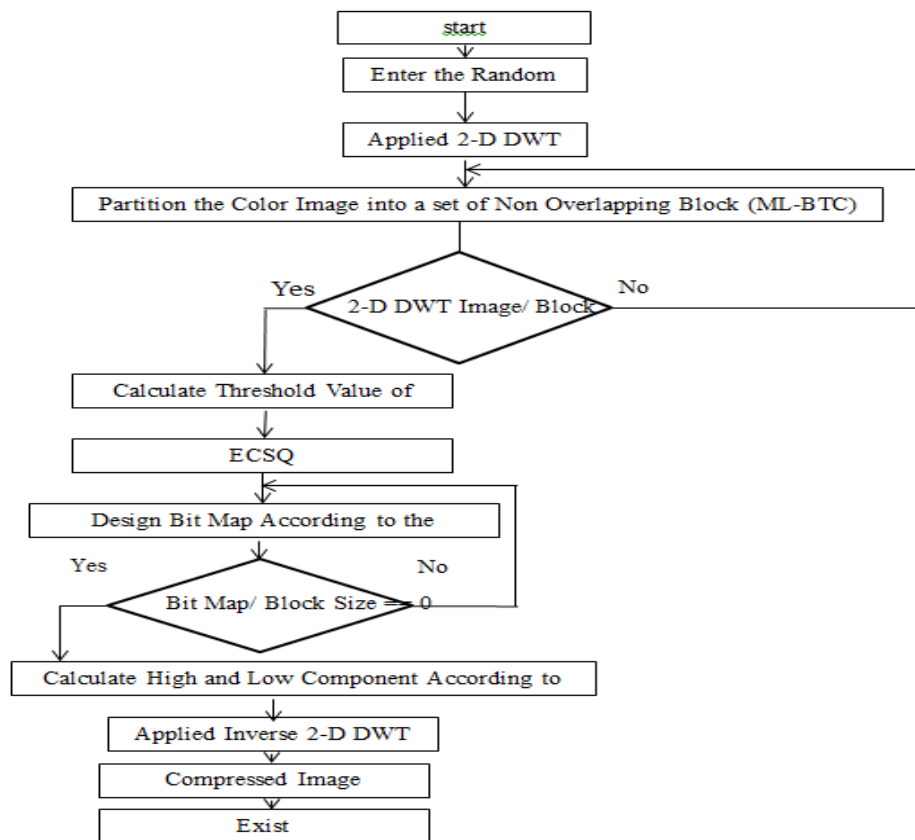 start
Enter the Random
Applied 2-D DWT
Partition the Color Image into a set of Non Overlapping Block (ML-BTC)
Yes
No
2-D DWT Image/ Block
Calculate Threshold Value of
ECSQ
Design Bit Map According to the
Yes
No
Bit Map/ Block Size == 0
Calculate High and Low Component According to
Applied Inverse 2-D DWT
Compressed Image
Exist